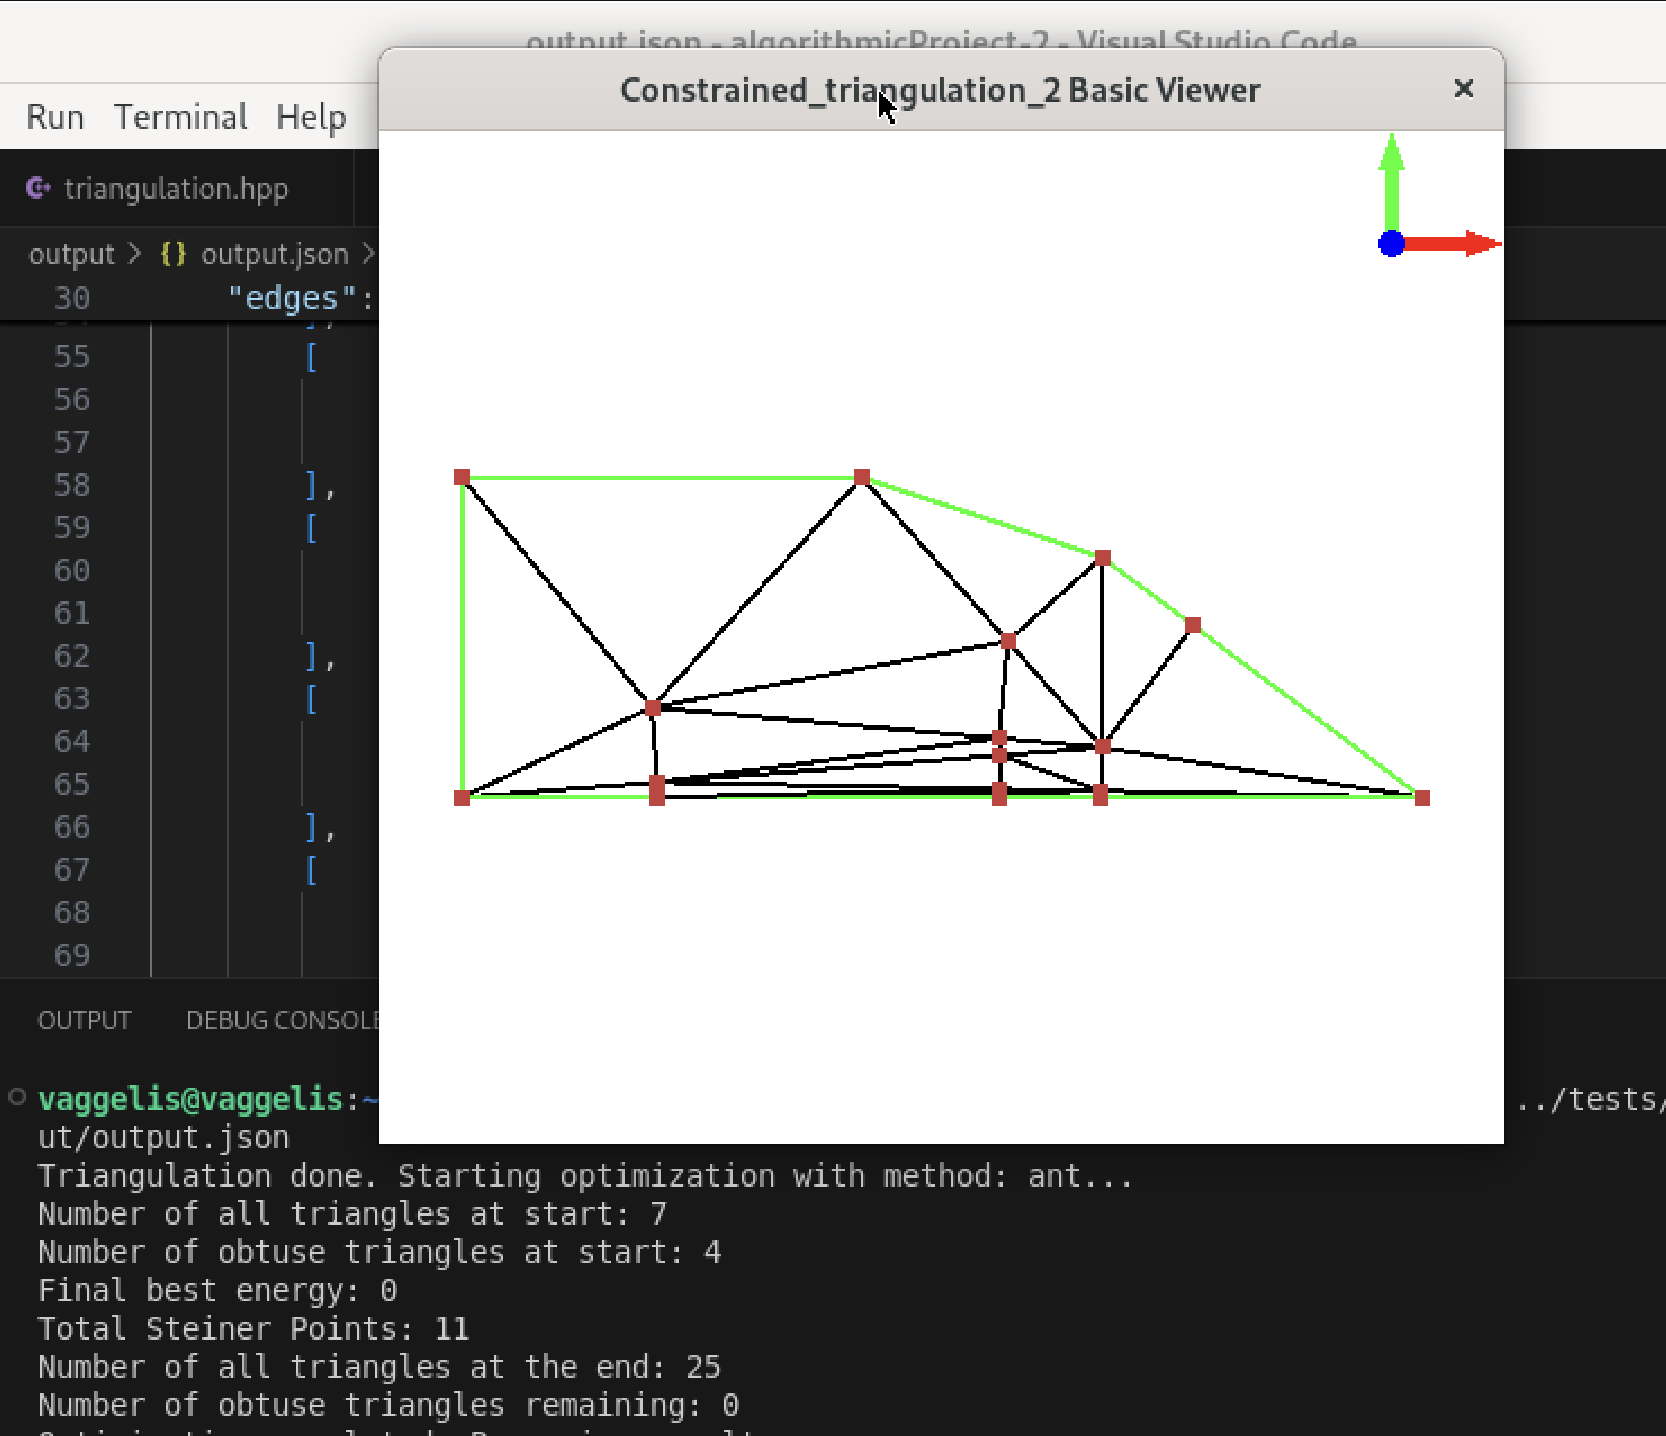 output.json - algorithmicProject-2 - Visual Studio Code
Constrained_triangulation_2 Basic Viewer
Run Terminal Help
triangulation.hpp
output > {} output.json >
30 "edges":
55 [
56
57
58 ],
59 [
60
61
62 ],
63 [
64
65
66 ],
67 [
68
69
OUTPUT DEBUG CONSOLE
vaggelis@vaggelis:~ ../tests/
ut/output.json
Triangulation done. Starting optimization with method: ant...
Number of all triangles at start: 7
Number of obtuse triangles at start: 4
Final best energy: 0
Total Steiner Points: 11
Number of all triangles at the end: 25
Number of obtuse triangles remaining: 0